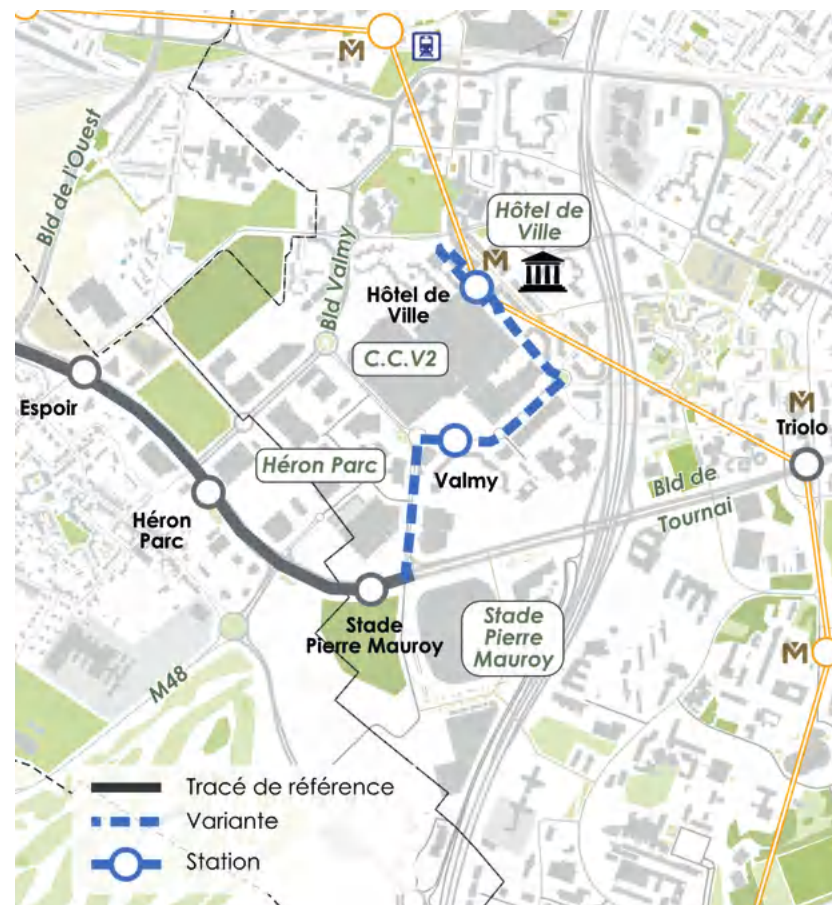 Bld de l'Ouest
Hôtel de
Ville
Hôtel de
Ville
Bld Valmy
C.C.V2
Espoir
Triolo
Héron Parc
Valmy
Bld de
Tournai
Héron
Parc
Stade
Pierre Mauroy
Stade
Pierre
Mauroy
M48
Tracé de référence
Variante
Station
M
M
M
M